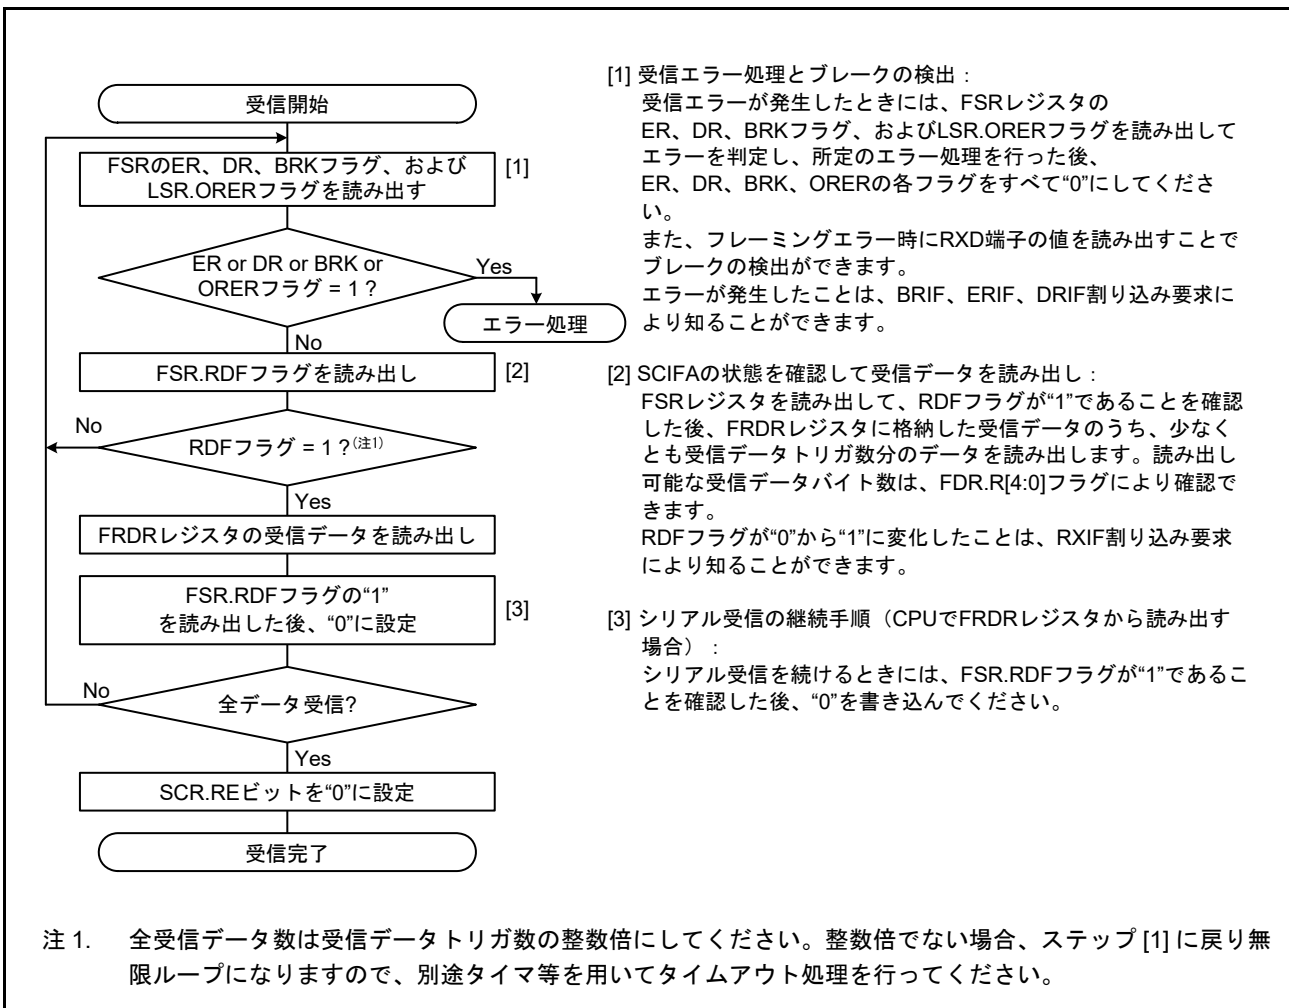 受信開始
FSRのER、DR、BRKフラグ、および
LSR.ORERフラグを読み出す
[1]
ER or DR or BRK or
ORERフラグ = 1 ?
Yes
エラー処理
No
FSR.RDFフラグを読み出し
[2]
No
RDFフラグ = 1 ?(注1)
Yes
FRDRレジスタの受信データを読み出し
FSR.RDFフラグの“1”
を読み出した後、“0”に設定
[3]
No
全データ受信?
Yes
SCR.REビットを“0”に設定
受信完了
[1] 受信エラー処理とブレークの検出：
受信エラーが発生したときには、FSRレジスタの
ER、DR、BRKフラグ、およびLSR.ORERフラグを読み出して
エラーを判定し、所定のエラー処理を行った後、
ER、DR、BRK、ORERの各フラグをすべて“0”にしてくださ
い。
また、フレーミングエラー時にRXD端子の値を読み出すことで
ブレークの検出ができます。
エラーが発生したことは、BRIF、ERIF、DRIF割り込み要求に
より知ることができます。
[2] SCIFAの状態を確認して受信データを読み出し：
FSRレジスタを読み出して、RDFフラグが“1”であることを確認
した後、FRDRレジスタに格納した受信データのうち、少なく
とも受信データトリガ数分のデータを読み出します。読み出し
可能な受信データバイト数は、FDR.R[4:0]フラグにより確認で
きます。
RDFフラグが“0”から“1”に変化したことは、RXIF割り込み要求
により知ることができます。
[3] シリアル受信の継続手順（CPUでFRDRレジスタから読み出す
場合）：
シリアル受信を続けるときには、FSR.RDFフラグが“1”であるこ
とを確認した後、“0”を書き込んでください。
注 1. 全受信データ数は受信データトリガ数の整数倍にしてください。整数倍でない場合、ステップ [1] に戻り無
限ループになりますので、別途タイマ等を用いてタイムアウト処理を行ってください。